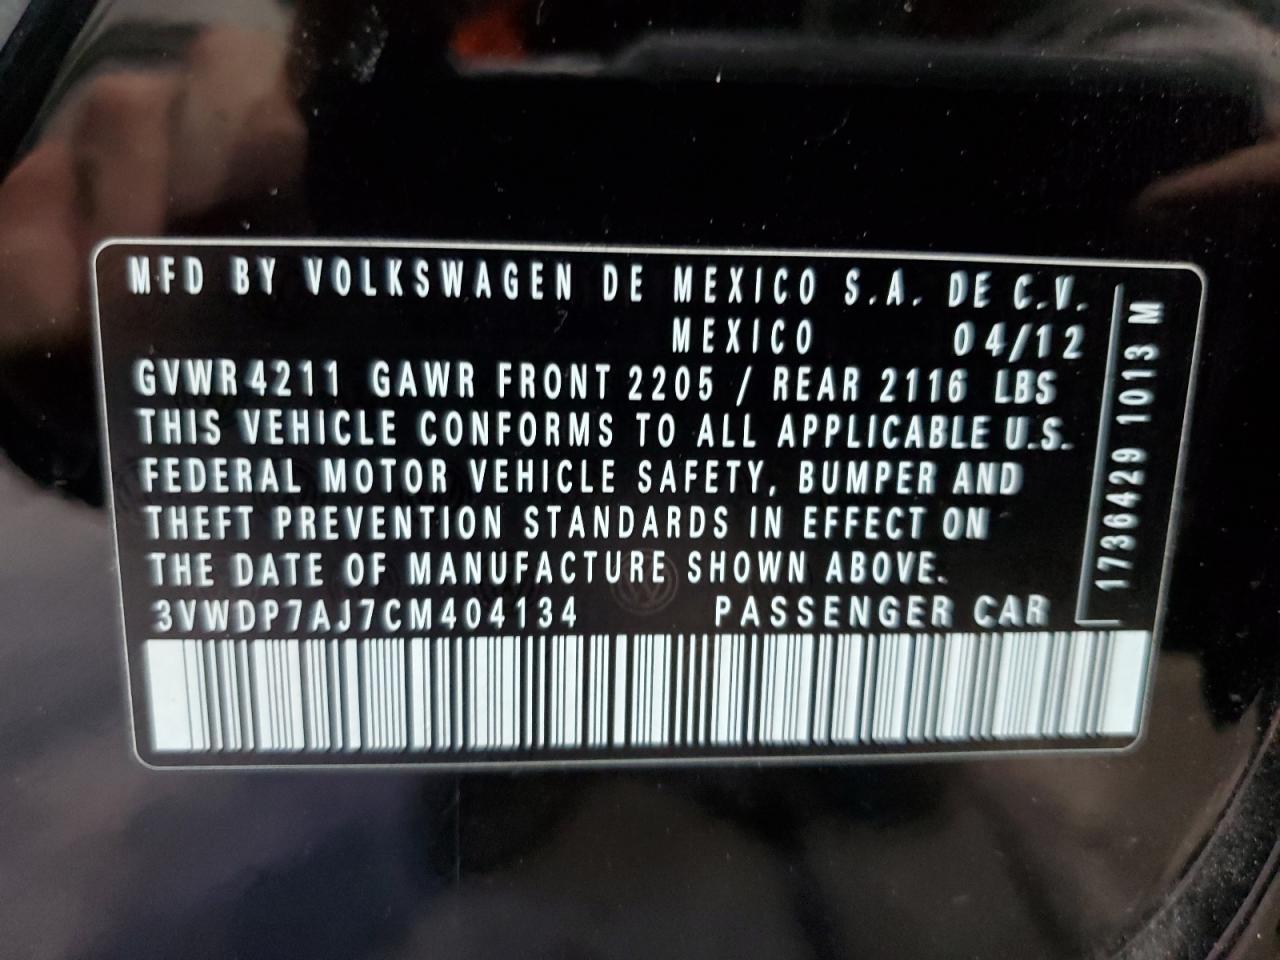 MFD BY VOLKSWAGEN DE MEXICO S.A. DE C.V.
MEXICO 04/12
GVWR 4211 GAWR FRONT 2205 / REAR 2116 LBS
THIS VEHICLE CONFORMS TO ALL APPLICABLE U.S.
FEDERAL MOTOR VEHICLE SAFETY, BUMPER AND
THEFT PREVENTION STANDARDS IN EFFECT ON
THE DATE OF MANUFACTURE SHOWN ABOVE.
3VWDP7AJ7CM404134 PASSENGER CAR
1736429 1013 M